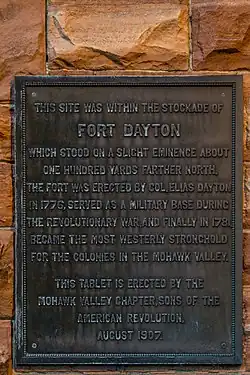 THIS SITE WAS WITHIN THE STOCKADE OF
FORT DAYTON
WHICH STOOD ON A SLIGHT EMINENCE ABOUT
ONE HUNDRED YARDS FARTHER NORTH.
THE FORT WAS ERECTED BY COL. ELIAS DAYTON
IN 1776, SERVED AS A MILITARY BASE DURING
THE REVOLUTIONARY WAR, AND FINALLY IN 1781
BECAME THE MOST WESTERLY STRONGHOLD
FOR THE COLONIES IN THE MOHAWK VALLEY.
THIS TABLET IS ERECTED BY THE
MOHAWK VALLEY CHAPTER, SONS OF THE
AMERICAN REVOLUTION.
AUGUST 1907.